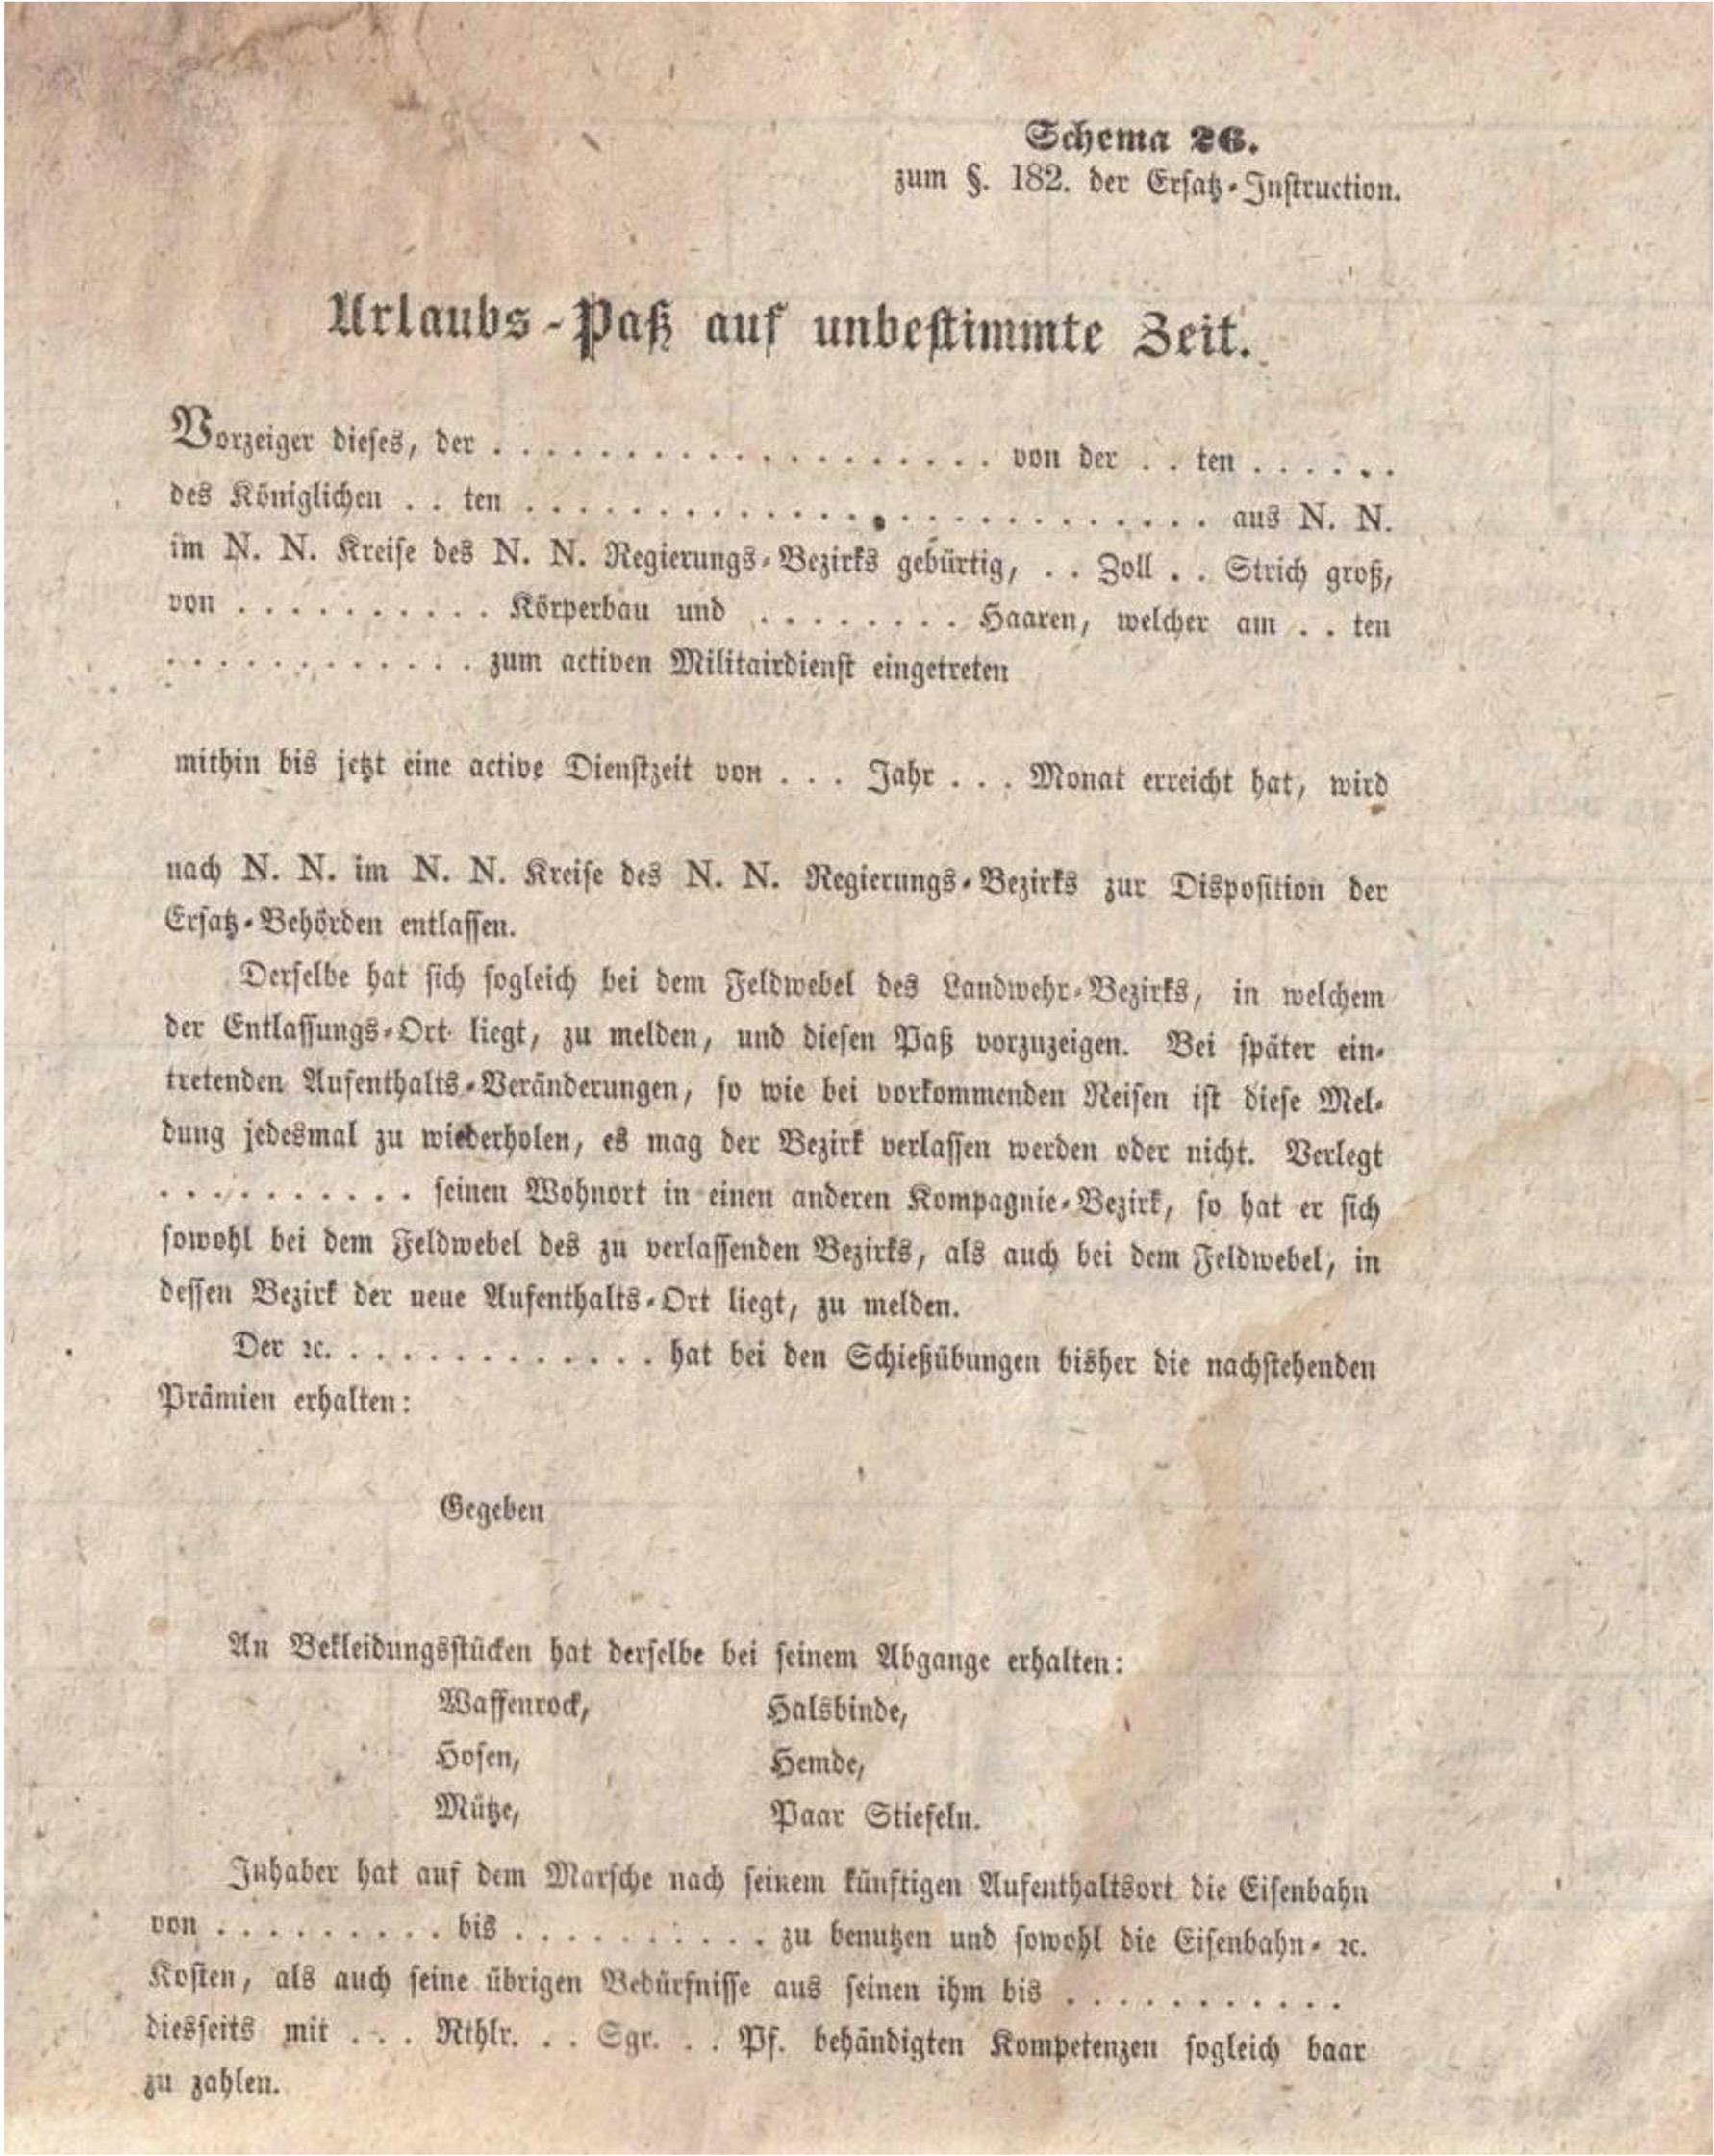 Schema 26.
zum §. 182. der Ersatz-Instruction.
Urlaubs-Paß auf unbestimmte Zeit.
Vorzeiger dieses, der . . . . . . . . . . . . . . . . . . . von der . . ten . . . . . .
des Königlichen . . ten . . . . . . . . . . . . . . . . . . . . . . . . . . aus N. N.
im N. N. Kreise des N. N. Regierungs-Bezirks gebürtig, . . Zoll . . Strich groß,
von . . . . . . . . . . Körperbau und . . . . . . . . Haaren, welcher am . . ten
. . . . . . . . . . . . zum activen Militairdienst eingetreten
mithin bis jetzt eine active Dienstzeit von . . . Jahr . . . Monat erreicht hat, wird
nach N. N. im N. N. Kreise des N. N. Regierungs-Bezirks zur Disposition der
Ersatz-Behörden entlassen.
Derselbe hat sich sogleich bei dem Feldwebel des Landwehr-Bezirks, in welchem
der Entlassungs-Ort liegt, zu melden, und diesen Paß vorzuzeigen. Bei später ein-
tretenden Aufenthalts-Veränderungen, so wie bei vorkommenden Reisen ist diese Mel-
dung jedesmal zu wiederholen, es mag der Bezirk verlassen werden oder nicht. Verlegt
. . . . . . . . . . seinen Wohnort in einen anderen Kompagnie-Bezirk, so hat er sich
sowohl bei dem Feldwebel des zu verlassenden Bezirks, als auch bei dem Feldwebel, in
dessen Bezirk der neue Aufenthalts-Ort liegt, zu melden.
Der ꝛc. . . . . . . . . . . . . hat bei den Schießübungen bisher die nachstehenden
Prämien erhalten:
Gegeben
An Bekleidungsstücken hat derselbe bei seinem Abgange erhalten:
Waffenrock, Halsbinde,
Hosen, Hemde,
Mütze, Paar Stiefeln.
Inhaber hat auf dem Marsche nach seinem künftigen Aufenthaltsort die Eisenbahn
von . . . . . . . . . bis . . . . . . . . . . zu benutzen und sowohl die Eisenbahn- ꝛc.
Kosten, als auch seine übrigen Bedürfnisse aus seinen ihm bis . . . . . . . . . . .
diesseits mit . . . Rthlr. . . Sgr. . . Pf. behändigten Kompetenzen sogleich baar
zu zahlen.